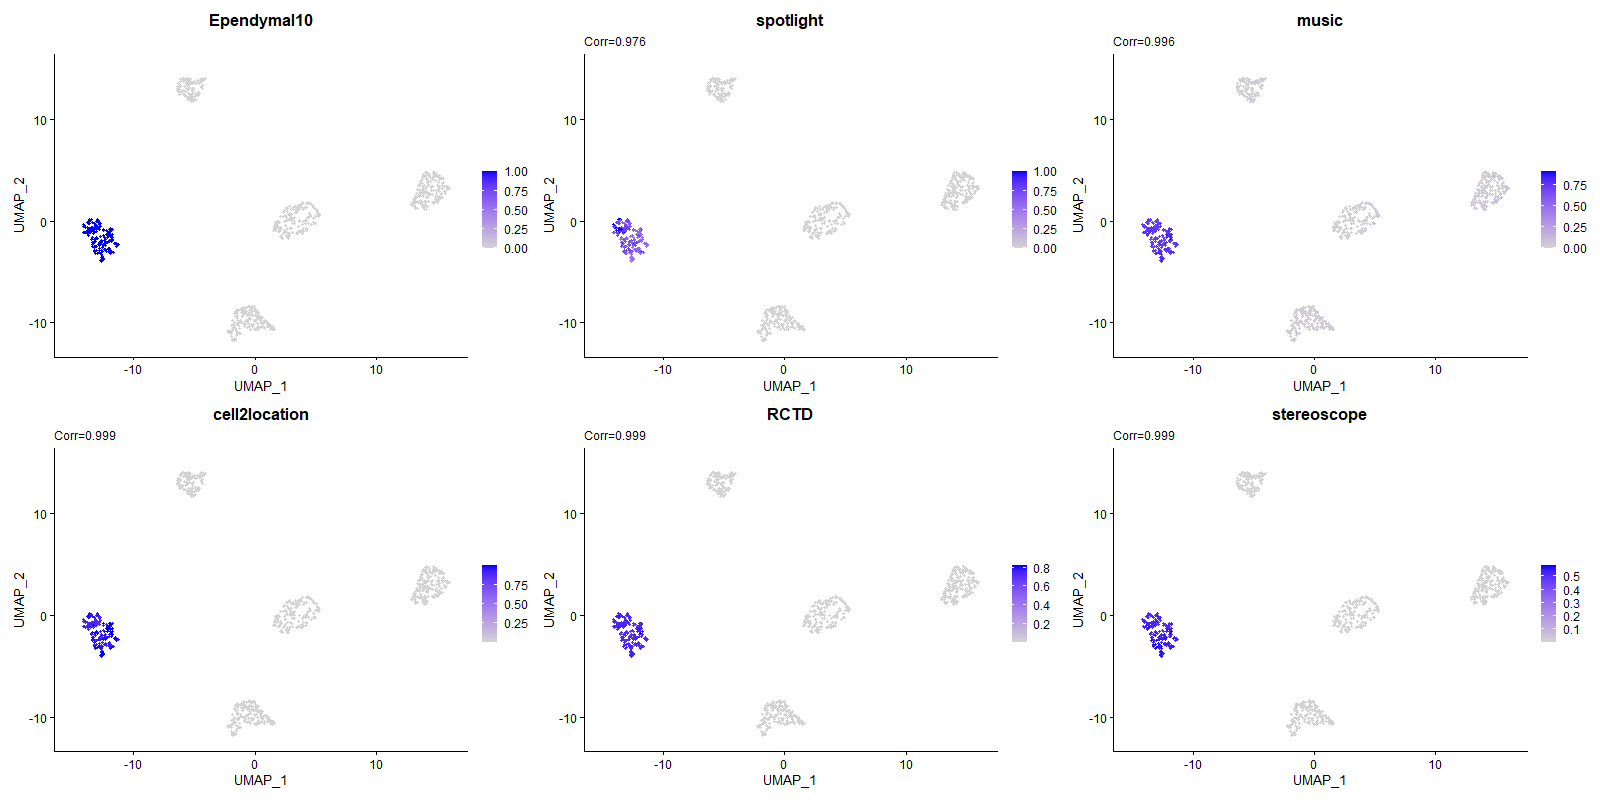 Ependymal10
UMAP_2
10
0
-10
-10
0
10
UMAP_1
1.00
0.75
0.50
0.25
0.00
spotlight
Corr=0.976
UMAP_2
10
0
-10
-10
0
10
UMAP_1
1.00
0.75
0.50
0.25
0.00
music
Corr=0.996
UMAP_2
10
0
-10
-10
0
10
UMAP_1
0.75
0.50
0.25
0.00
cell2location
Corr=0.999
UMAP_2
10
0
-10
-10
0
10
UMAP_1
0.75
0.50
0.25
RCTD
Corr=0.999
UMAP_2
10
0
-10
-10
0
10
UMAP_1
0.8
0.6
0.4
0.2
stereoscope
Corr=0.999
UMAP_2
10
0
-10
-10
0
10
UMAP_1
0.5
0.4
0.3
0.2
0.1